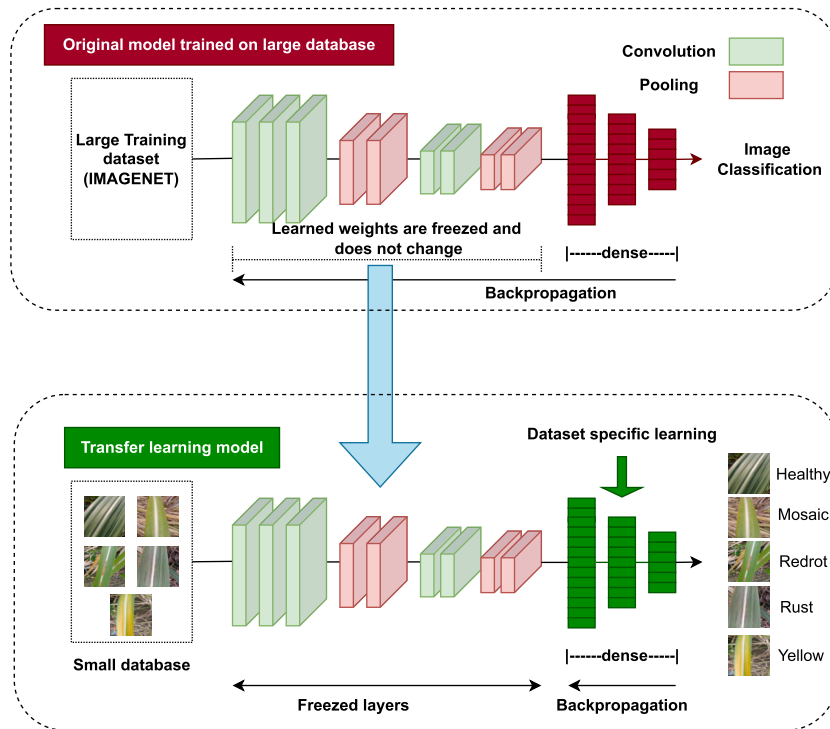 Original model trained on large database
Convolution
Pooling
Large Training
dataset
(IMAGENET)
Image
Classification
Learned weights are freezed and
does not change
|------dense-----|
Backpropagation
Transfer learning model
Dataset specific learning
Healthy
Mosaic
Redrot
Rust
Yellow
Small database
|------dense-----|
Freezed layers
Backpropagation